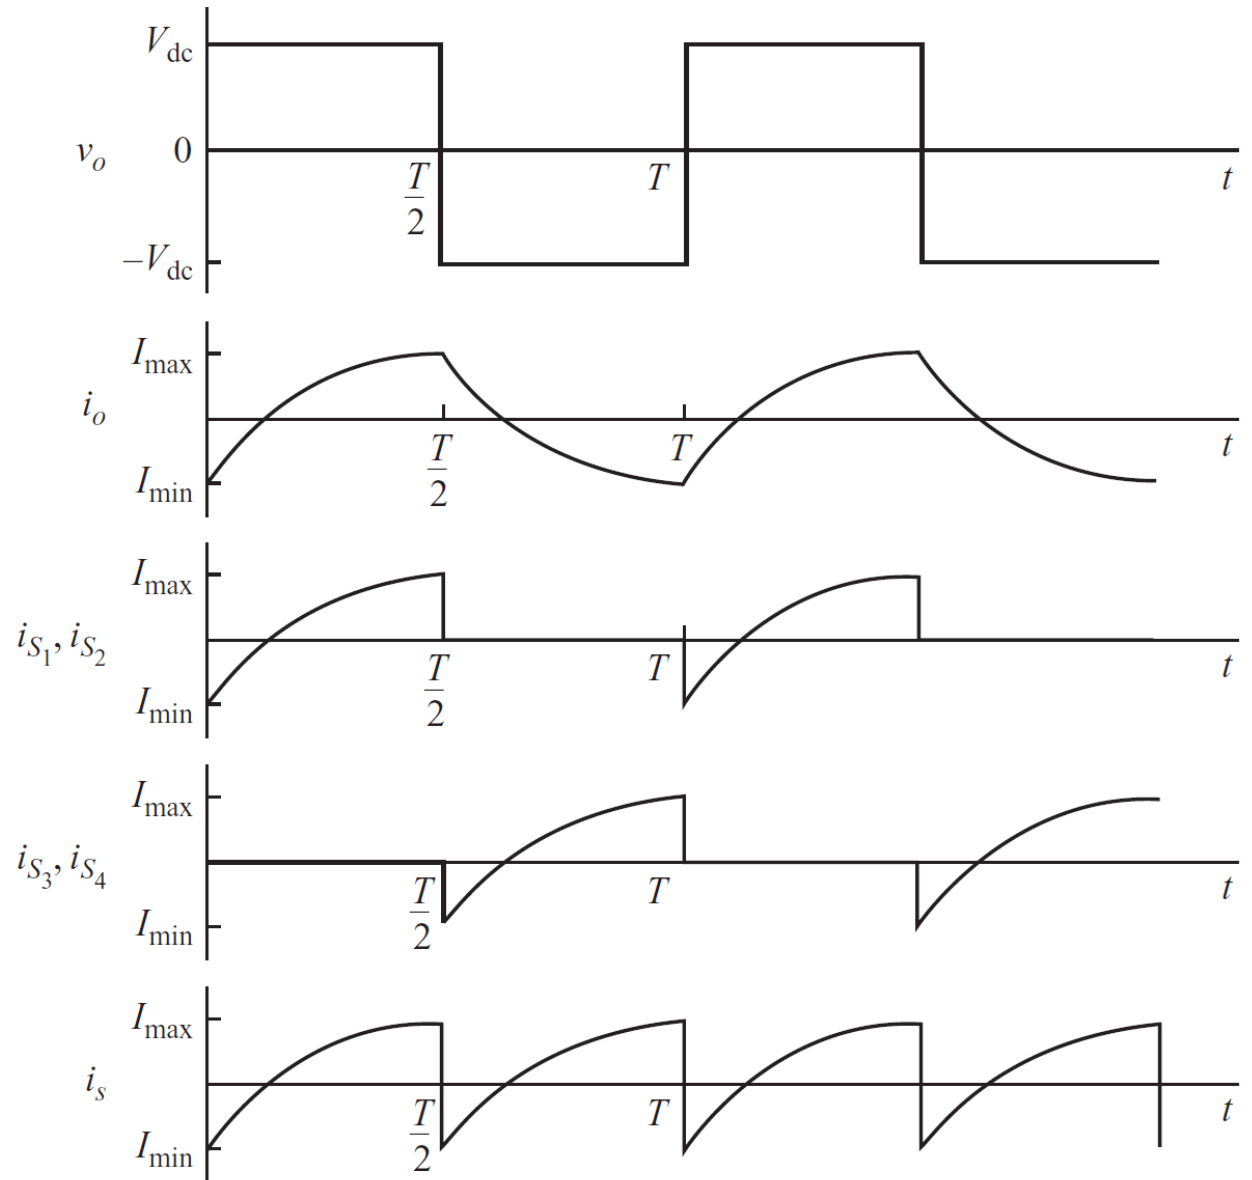 V_dc
v_o 0
T/2 T t
−V_dc
I_max
i_o
T/2 T t
I_min
I_max
i_S₁, i_S₂
T/2 T t
I_min
I_max
i_S₃, i_S₄
T/2 T t
I_min
I_max
i_s
T/2 T t
I_min